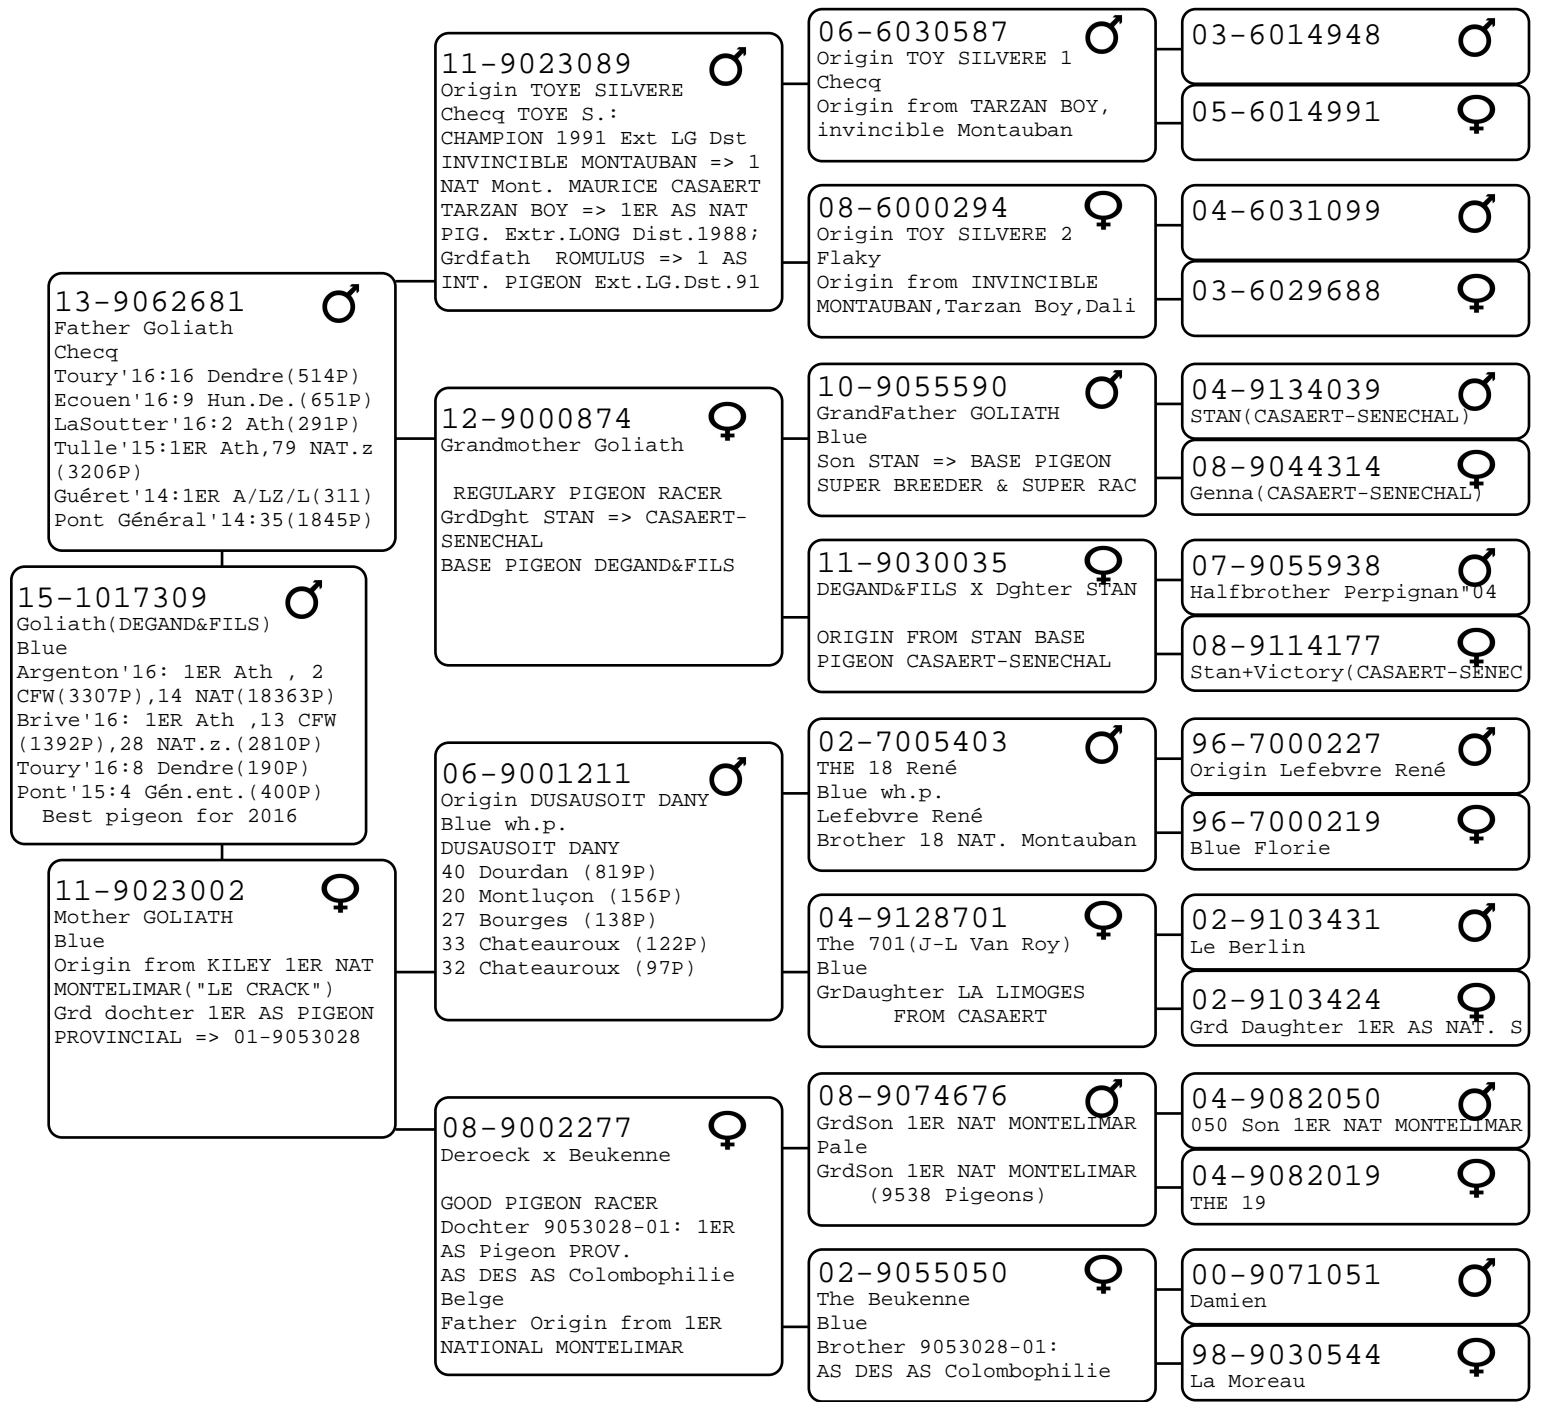 13-9062681
Father Goliath
Checq
Toury'16:16 Dendre(514P)
Ecouen'16:9 Hun.De.(651P)
LaSoutter'16:2 Ath(291P)
Tulle'15:1ER Ath,79 NAT.z
(3206P)
Guéret'14:1ER A/LZ/L(311)
Pont Général'14:35(1845P)
15-1017309
Goliath(DEGAND&FILS)
Blue
Argenton'16: 1ER Ath , 2
CFW(3307P),14 NAT(18363P)
Brive'16: 1ER Ath ,13 CFW
(1392P),28 NAT.z.(2810P)
Toury'16:8 Dendre(190P)
Pont'15:4 Gén.ent.(400P)
Best pigeon for 2016
11-9023002
Mother GOLIATH
Blue
Origin from KILEY 1ER NAT
MONTELIMAR("LE CRACK")
Grd dochter 1ER AS PIGEON
PROVINCIAL => 01-9053028
11-9023089
Origin TOYE SILVERE
Checq TOYE S.:
CHAMPION 1991 Ext LG Dst
INVINCIBLE MONTAUBAN => 1
NAT Mont. MAURICE CASAERT
TARZAN BOY => 1ER AS NAT
PIG. Extr.LONG Dist.1988;
Grdfath  ROMULUS => 1 AS
INT. PIGEON Ext.LG.Dst.91
12-9000874
Grandmother Goliath
REGULARY PIGEON RACER
GrdDght STAN => CASAERT-
SENECHAL
BASE PIGEON DEGAND&FILS
06-9001211
Origin DUSAUSOIT DANY
Blue wh.p.
DUSAUSOIT DANY
40 Dourdan (819P)
20 Montluçon (156P)
27 Bourges (138P)
33 Chateauroux (122P)
32 Chateauroux (97P)
08-9002277
Deroeck x Beukenne
GOOD PIGEON RACER
Dochter 9053028-01: 1ER
AS Pigeon PROV.
AS DES AS Colombophilie
Belge
Father Origin from 1ER
NATIONAL MONTELIMAR
06-6030587
Origin TOY SILVERE 1
Checq
Origin from TARZAN BOY,
invincible Montauban
08-6000294
Origin TOY SILVERE 2
Flaky
Origin from INVINCIBLE
MONTAUBAN,Tarzan Boy,Dali
10-9055590
GrandFather GOLIATH
Blue
Son STAN => BASE PIGEON
SUPER BREEDER & SUPER RAC
11-9030035
DEGAND&FILS X Dghter STAN
ORIGIN FROM STAN BASE
PIGEON CASAERT-SENECHAL
02-7005403
THE 18 René
Blue wh.p.
Lefebvre René
Brother 18 NAT. Montauban
04-9128701
The 701(J-L Van Roy)
Blue
GrDaughter LA LIMOGES
FROM CASAERT
08-9074676
GrdSon 1ER NAT MONTELIMAR
Pale
GrdSon 1ER NAT MONTELIMAR
(9538 Pigeons)
02-9055050
The Beukenne
Blue
Brother 9053028-01:
AS DES AS Colombophilie
03-6014948
05-6014991
04-6031099
03-6029688
04-9134039
STAN(CASAERT-SENECHAL)
08-9044314
Genna(CASAERT-SENECHAL)
07-9055938
Halfbrother Perpignan"04
08-9114177
Stan+Victory(CASAERT-SENEC
96-7000227
Origin Lefebvre René
96-7000219
Blue Florie
02-9103431
Le Berlin
02-9103424
Grd Daughter 1ER AS NAT. S
04-9082050
050 Son 1ER NAT MONTELIMAR
04-9082019
THE 19
00-9071051
Damien
98-9030544
La Moreau